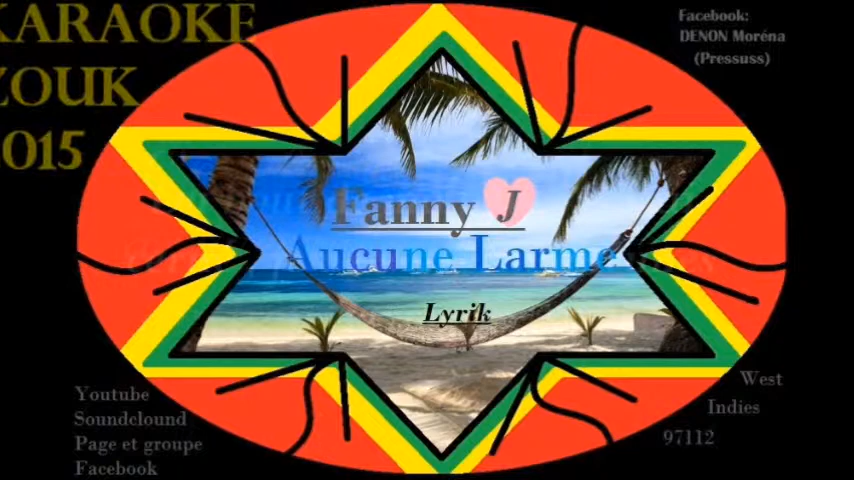 KARAOKE
ZOUK
2015
Facebook:
DENON Moréna
(Pressuss)
Fanny J
Aucune Larme
Lyrik
Youtube
Soundclound
Page et groupe
Facebook
West
Indies
97112